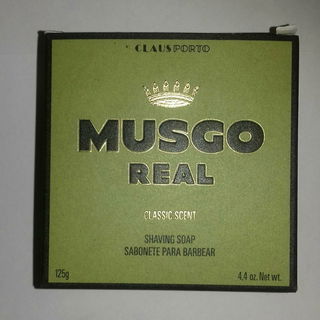 CLAUS PORTO
MUSGO
REAL
CLASSIC SCENT
SHAVING SOAP
SABONETE PARA BARBEAR
125g 4,4 oz. Net wt.